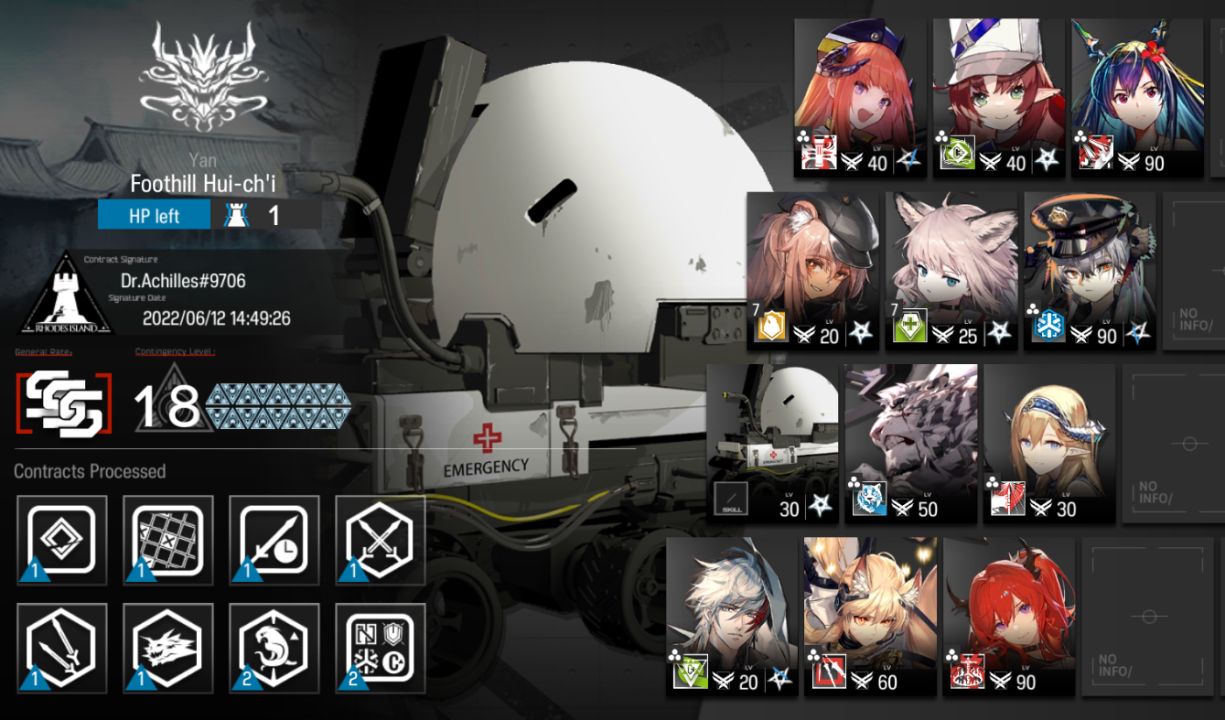 Yan
Foothill Hui-ch'i
HP left 1
Contract Signature
Dr.Achilles#9706
Signature Date
2022/06/12 14:49:26
RHODES ISLAND
General Rate:
Contingency Level :
SSS
18
Contracts Processed
1 1 1 1
1 1 2 2
EMERGENCY
LV 40 LV 40 LV 90
7 LV 20 7 LV 25 LV 90
NO
INFO/
EMERGENCY
SKILL LV 30 LV 50 LV 30
NO
INFO/
LV 20 LV 60 LV 90
NO
INFO/